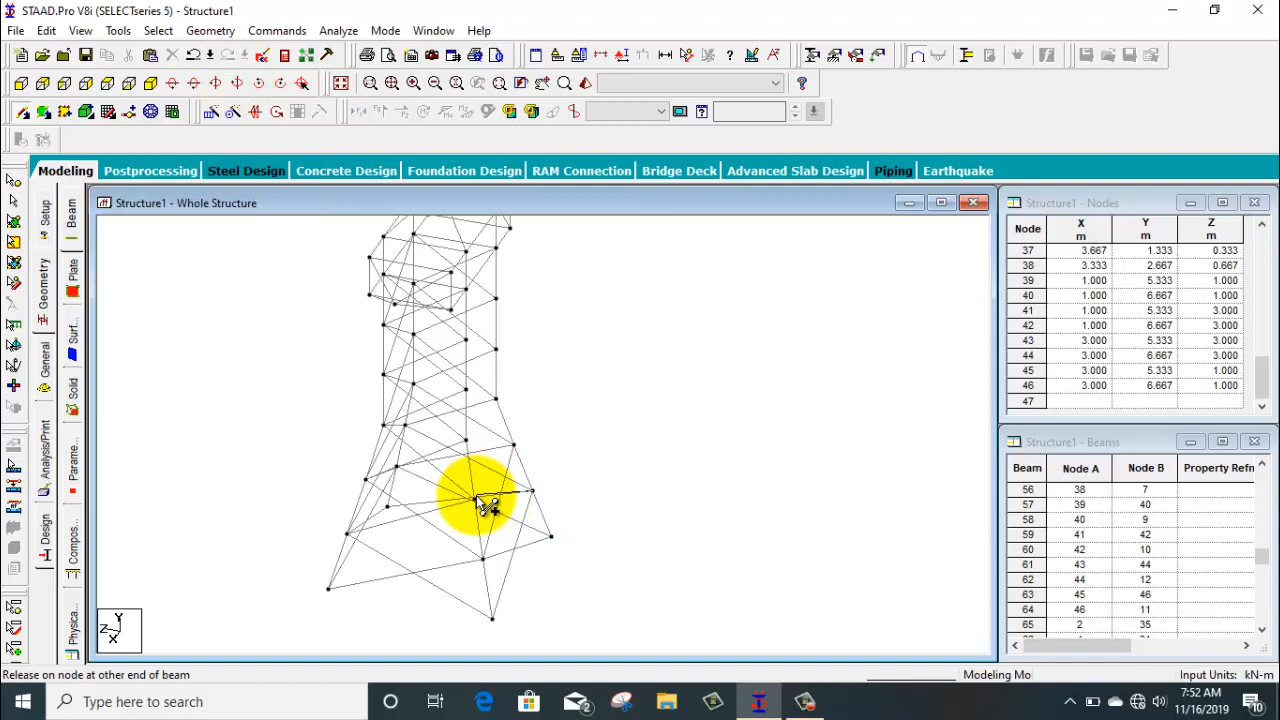 STAAD.Pro V8i (SELECTseries 5) - Structure1
File Edit View Tools Select Geometry Commands Analyze Mode Window Help
Modeling Postprocessing Steel Design Concrete Design Foundation Design RAM Connection Bridge Deck Advanced Slab Design Piping Earthquake
Setup
Geometry
General
Analysis/Print
Design
Beam
Plate
Surf...
Solid
Parame...
Compos...
Physica...
Structure1 - Whole Structure
Y
Z
X
Structure1 - Nodes
Node X Y Z
m m m
37 3.667 1.333 0.333
38 3.333 2.667 0.667
39 1.000 5.333 1.000
40 1.000 6.667 1.000
41 1.000 5.333 3.000
42 1.000 6.667 3.000
43 3.000 5.333 3.000
44 3.000 6.667 3.000
45 3.000 5.333 1.000
46 3.000 6.667 1.000
47
Structure1 - Beams
Beam Node A Node B Property Refn
56 38 7
57 39 40
58 40 9
59 41 42
60 42 10
61 43 44
62 44 12
63 45 46
64 46 11
65 2 35
Release on node at other end of beam
Modeling Mo
Input Units: kN-m
Type here to search
2
7:52 AM
11/16/2019
10